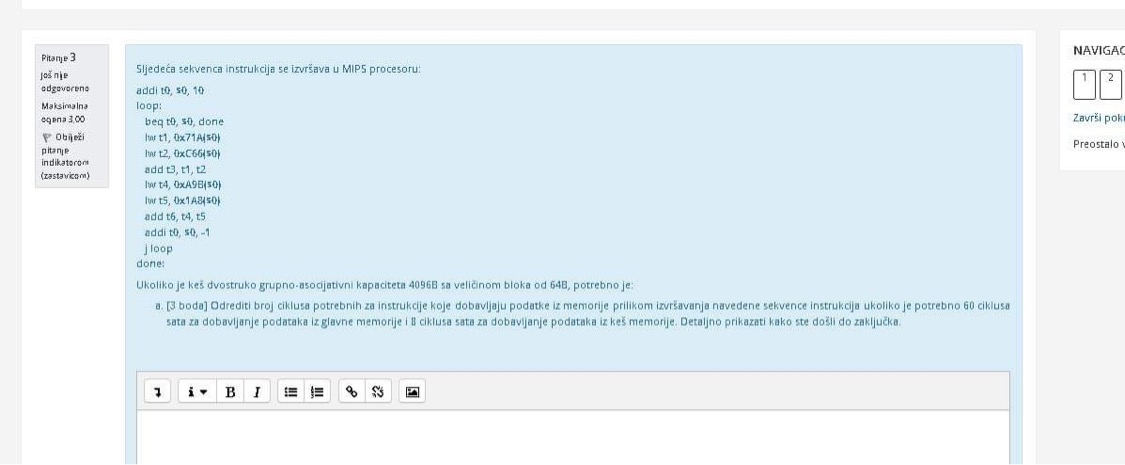 Pitanje 3
Još nije
odgovoreno
Maksimalna
ocjena 3,00
Obilježi
pitanje
indikatorom
(zastavicom)
Sljedeća sekvenca instrukcija se izvršava u MIPS procesoru:
addi t0, $0, 10
loop:
beq t0, $0, done
lw t1, 0x71A($0)
lw t2, 0xC66($0)
add t3, t1, t2
lw t4, 0xA9B($0)
lw t5, 0x1A8($0)
add t6, t4, t5
addi t0, $0, -1
j loop
done:
Ukoliko je keš dvostruko grupno-asocijativni kapaciteta 4096B sa veličinom bloka od 64B, potrebno je:
a. [3 boda] Odrediti broj ciklusa potrebnih za instrukcije koje dobavljaju podatke iz memorije prilikom izvršavanja navedene sekvence instrukcija ukoliko je potrebno 60 ciklusa
sata za dobavljanje podataka iz glavne memorije i 8 ciklusa sata za dobavljanje podataka iz keš memorije. Detaljno prikazati kako ste došli do zaključka.
i B I
NAVIGAC
1 2
Završi pok
Preostalo v